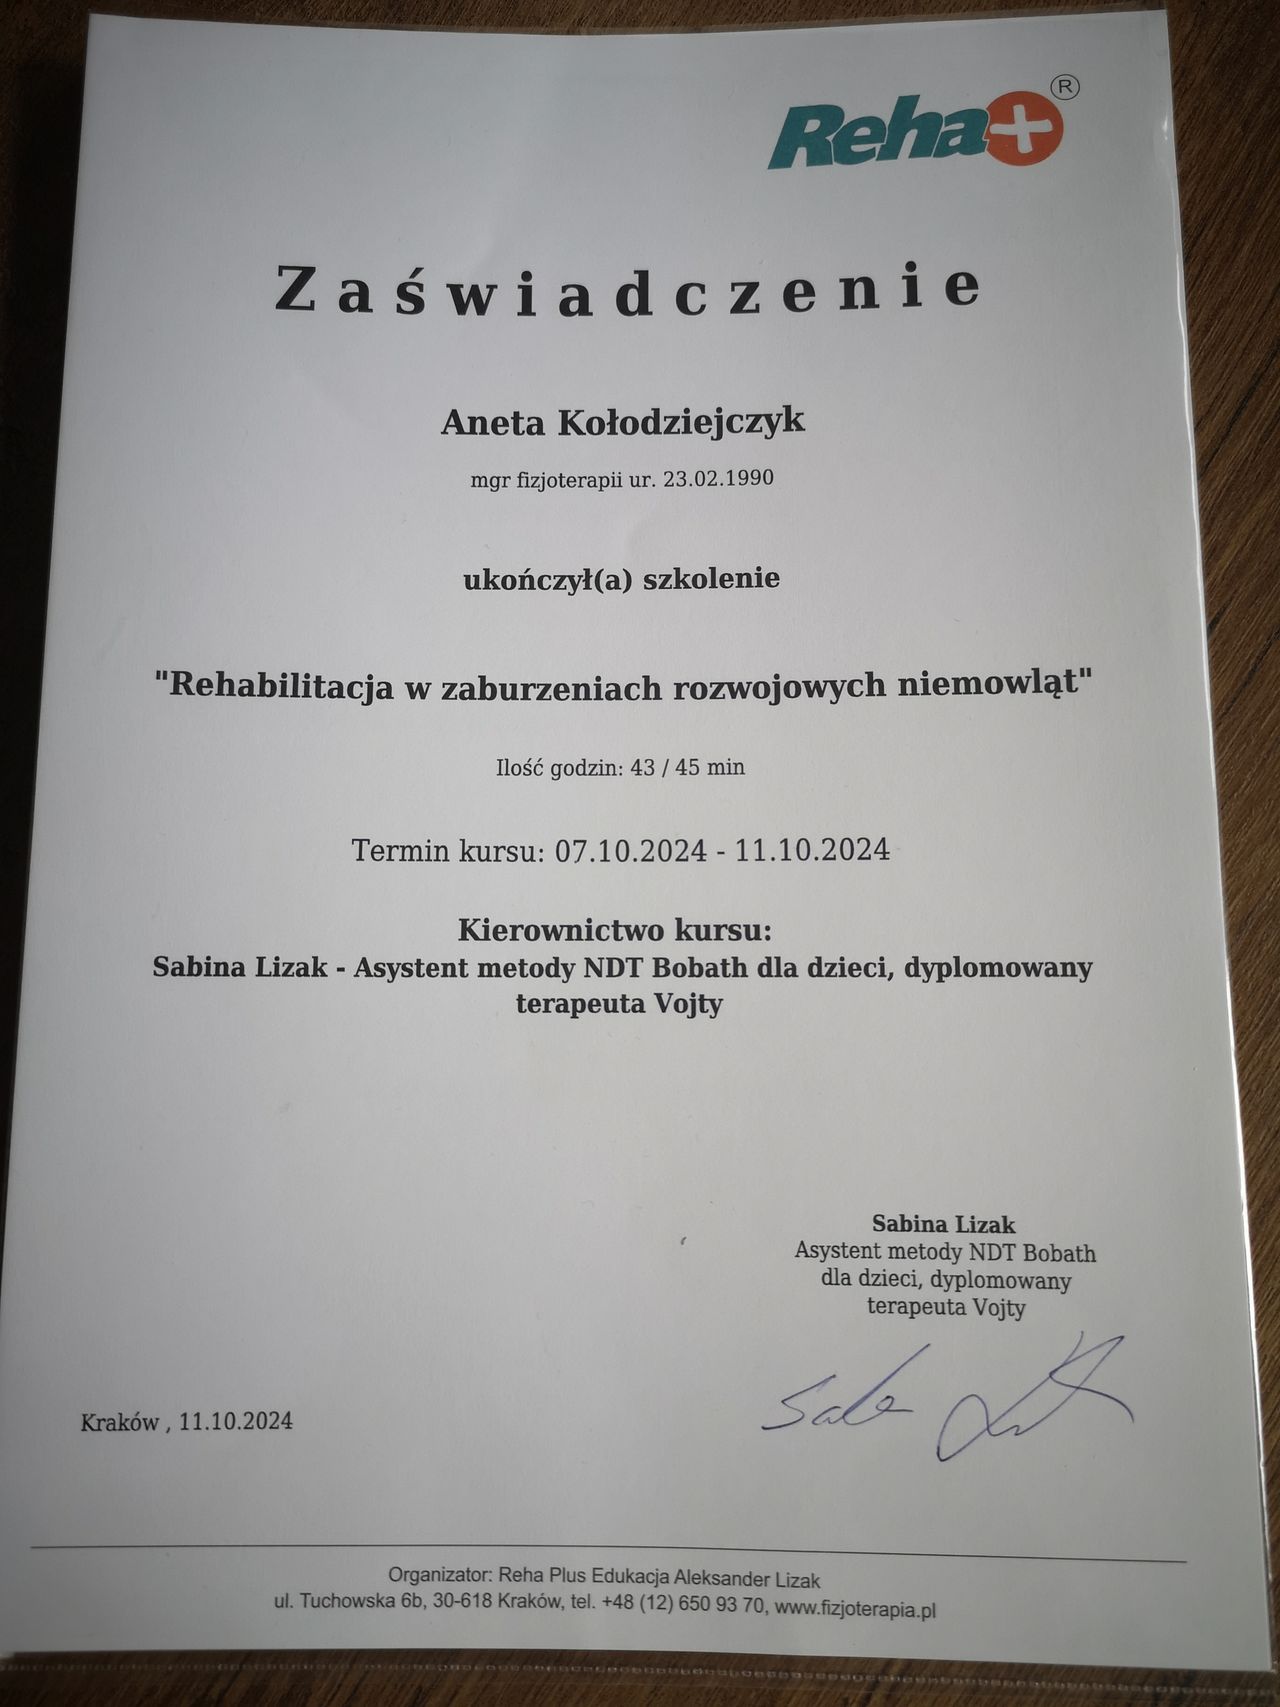 Reha+ ®
Zaświadczenie
Aneta Kołodziejczyk
mgr fizjoterapii ur. 23.02.1990
ukończył(a) szkolenie
"Rehabilitacja w zaburzeniach rozwojowych niemowląt"
Ilość godzin: 43 / 45 min
Termin kursu: 07.10.2024 - 11.10.2024
Kierownictwo kursu:
Sabina Lizak - Asystent metody NDT Bobath dla dzieci, dyplomowany
terapeuta Vojty
Sabina Lizak
Asystent metody NDT Bobath
dla dzieci, dyplomowany
terapeuta Vojty
Kraków , 11.10.2024
Organizator: Reha Plus Edukacja Aleksander Lizak
ul. Tuchowska 6b, 30-618 Kraków, tel. +48 (12) 650 93 70, www.fizjoterapia.pl